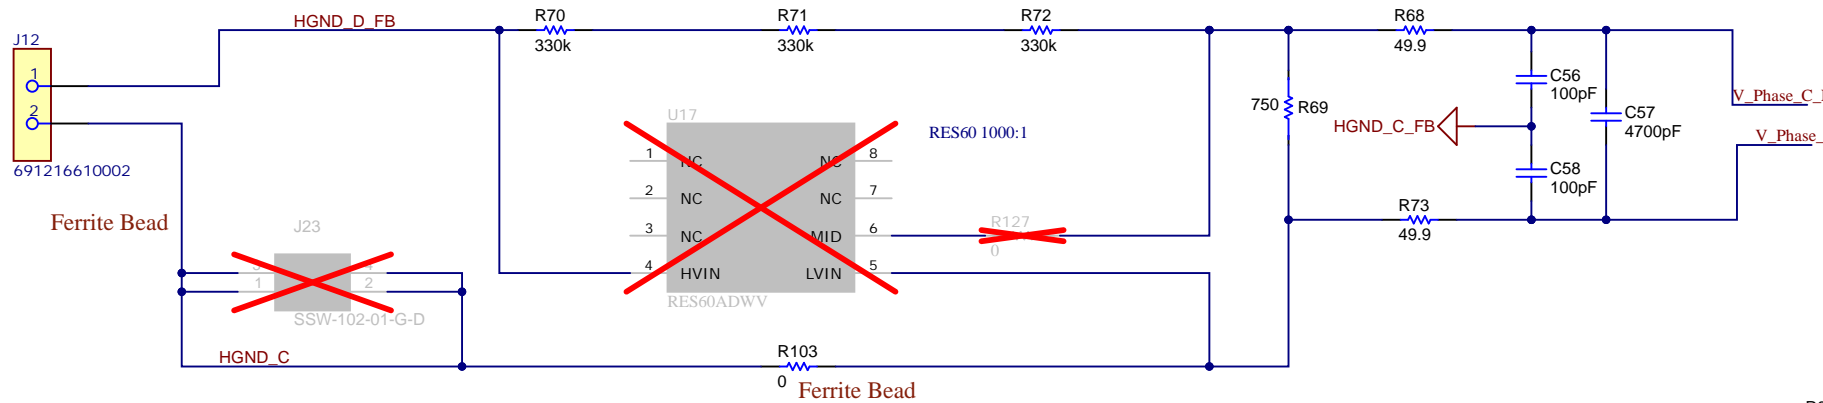 HGND_D_FB
R70
330k
R71
330k
R72
330k
R68
49.9
J12
1
2
691216610002
C56
100pF
C57
4700pF
V_Phase_C_
750
R69
HGND_C_FB
V_Phase_
C58
100pF
U17
RES60 1000:1
1 NC
NC 8
2 NC
NC 7
3 NC
MID 6
4 HVIN
LVIN 5
RES60ADWV
R127
0
R73
49.9
Ferrite Bead
J23
1
2
SSW-102-01-G-D
HGND_C
R103
0
Ferrite Bead